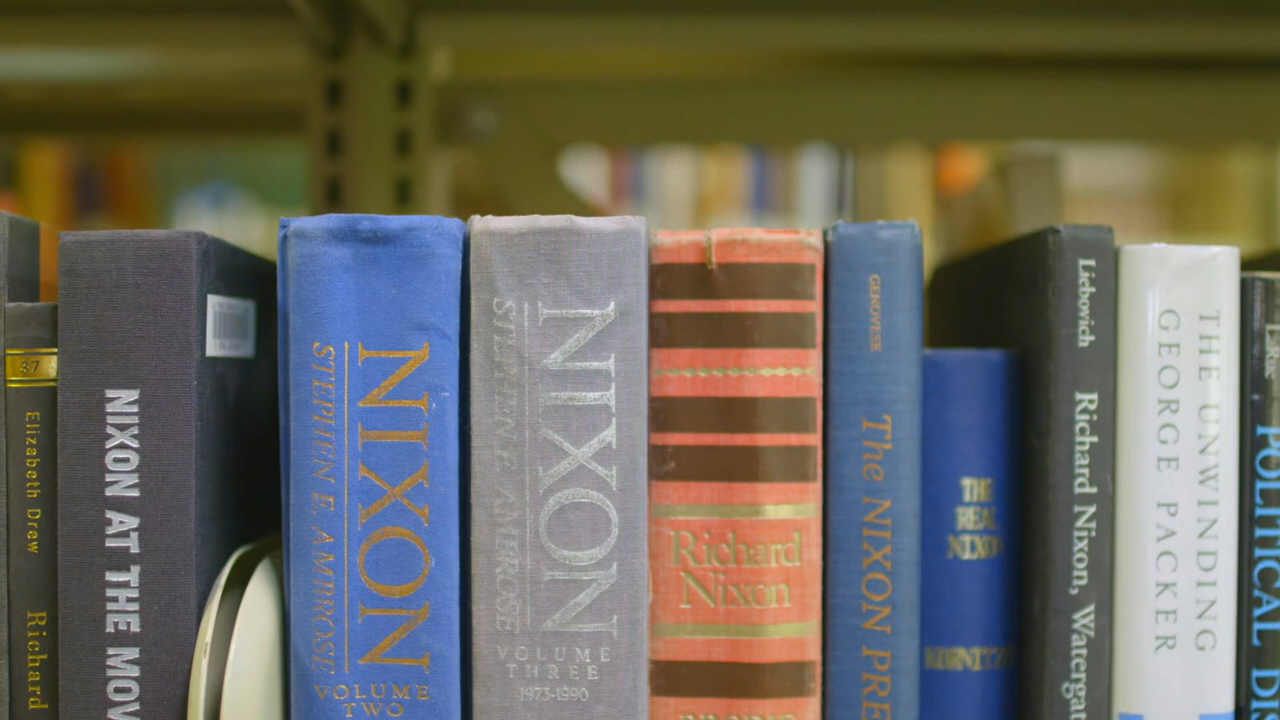 37
Elizabeth Drew Richard
NIXON AT THE MOV
NIXON
STEPHEN E. AMBROSE
VOLUME
TWO
NIXON
STEPHEN E. AMBROSE
VOLUME
THREE
1973-1990
Richard
Nixon
GENOVESE The NIXON PRE
THE
REAL
NIXON
KORNITZER
Liebovich Richard Nixon, Watergat
THE UNWINDING
GEORGE PACKER
POLITICAL DIS